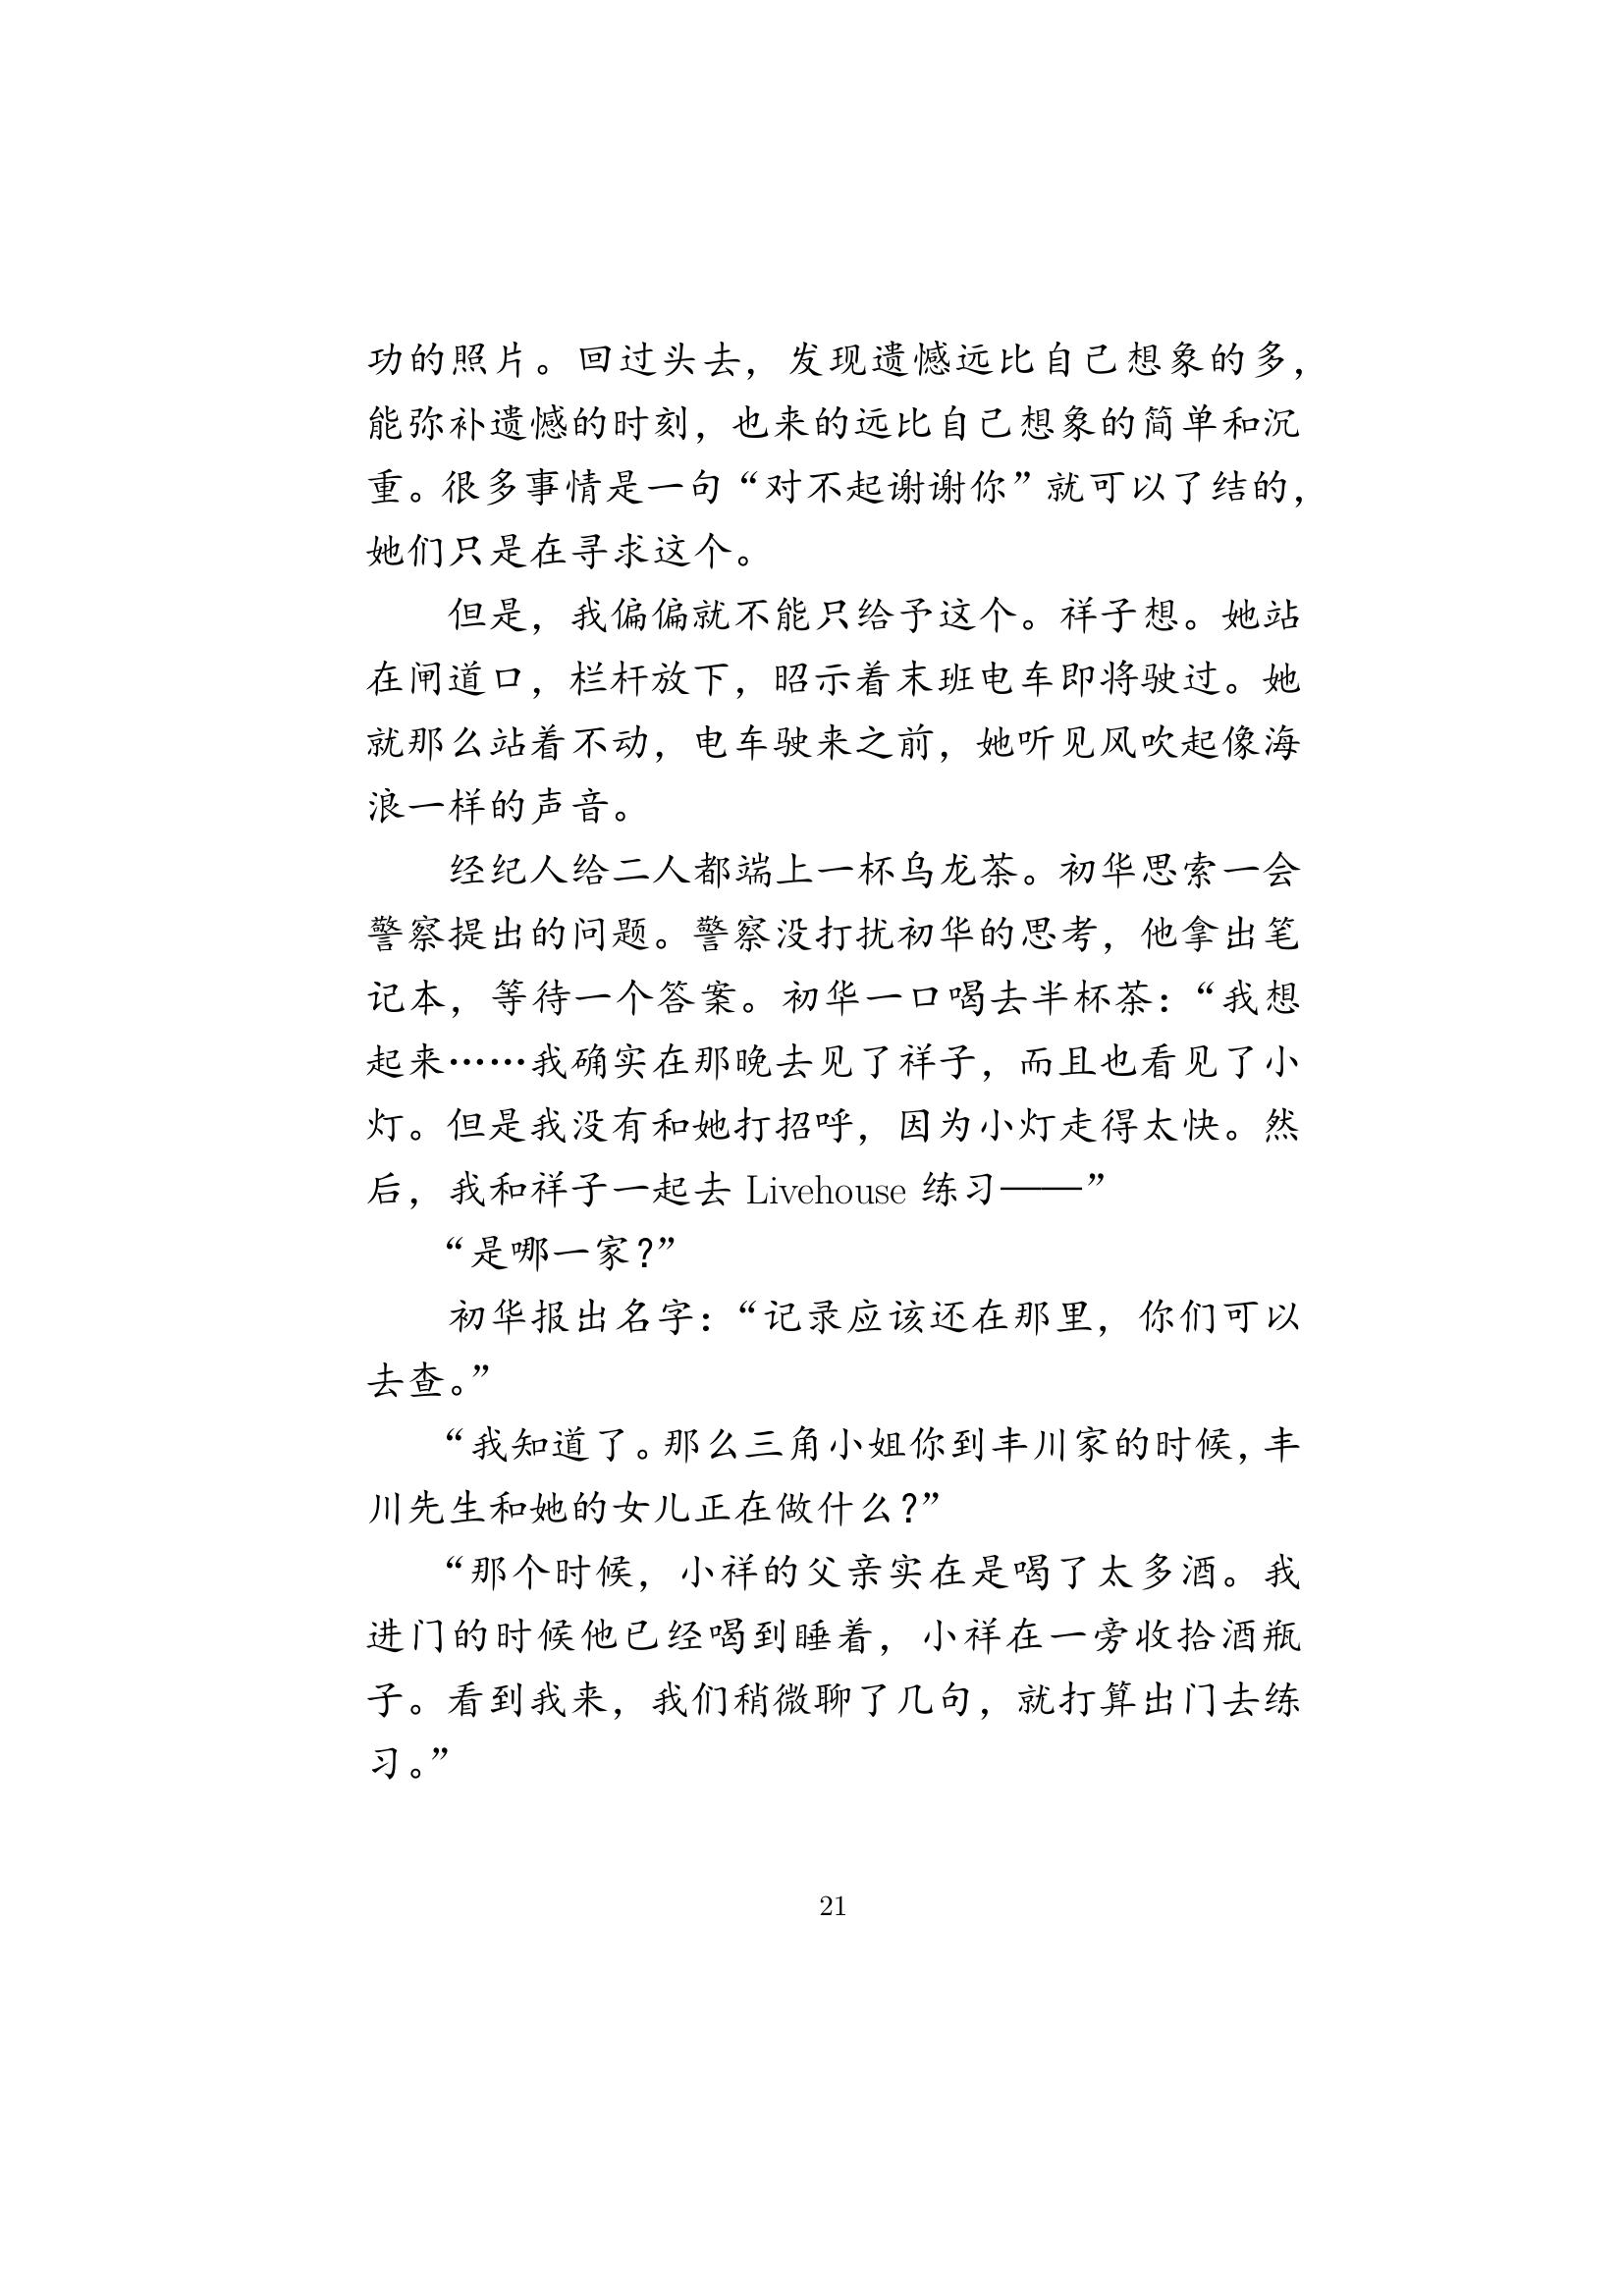 功的照片。回过头去，发现遗憾远比自己想象的多，
能弥补遗憾的时刻，也来的远比自己想象的简单和沉
重。很多事情是一句“对不起谢谢你”就可以了结的，
她们只是在寻求这个。
但是，我偏偏就不能只给予这个。祥子想。她站
在闸道口，栏杆放下，昭示着末班电车即将驶过。她
就那么站着不动，电车驶来之前，她听见风吹起像海
浪一样的声音。
经纪人给二人都端上一杯乌龙茶。初华思索一会
警察提出的问题。警察没打扰初华的思考，他拿出笔
记本，等待一个答案。初华一口喝去半杯茶：“我想
起来……我确实在那晚去见了祥子，而且也看见了小
灯。但是我没有和她打招呼，因为小灯走得太快。然
后，我和祥子一起去 Livehouse 练习——”
“是哪一家？”
初华报出名字：“记录应该还在那里，你们可以
去查。”
“我知道了。那么三角小姐你到丰川家的时候，丰
川先生和她的女儿正在做什么？”
“那个时候，小祥的父亲实在是喝了太多酒。我
进门的时候他已经喝到睡着，小祥在一旁收拾酒瓶
子。看到我来，我们稍微聊了几句，就打算出门去练
习。”
21